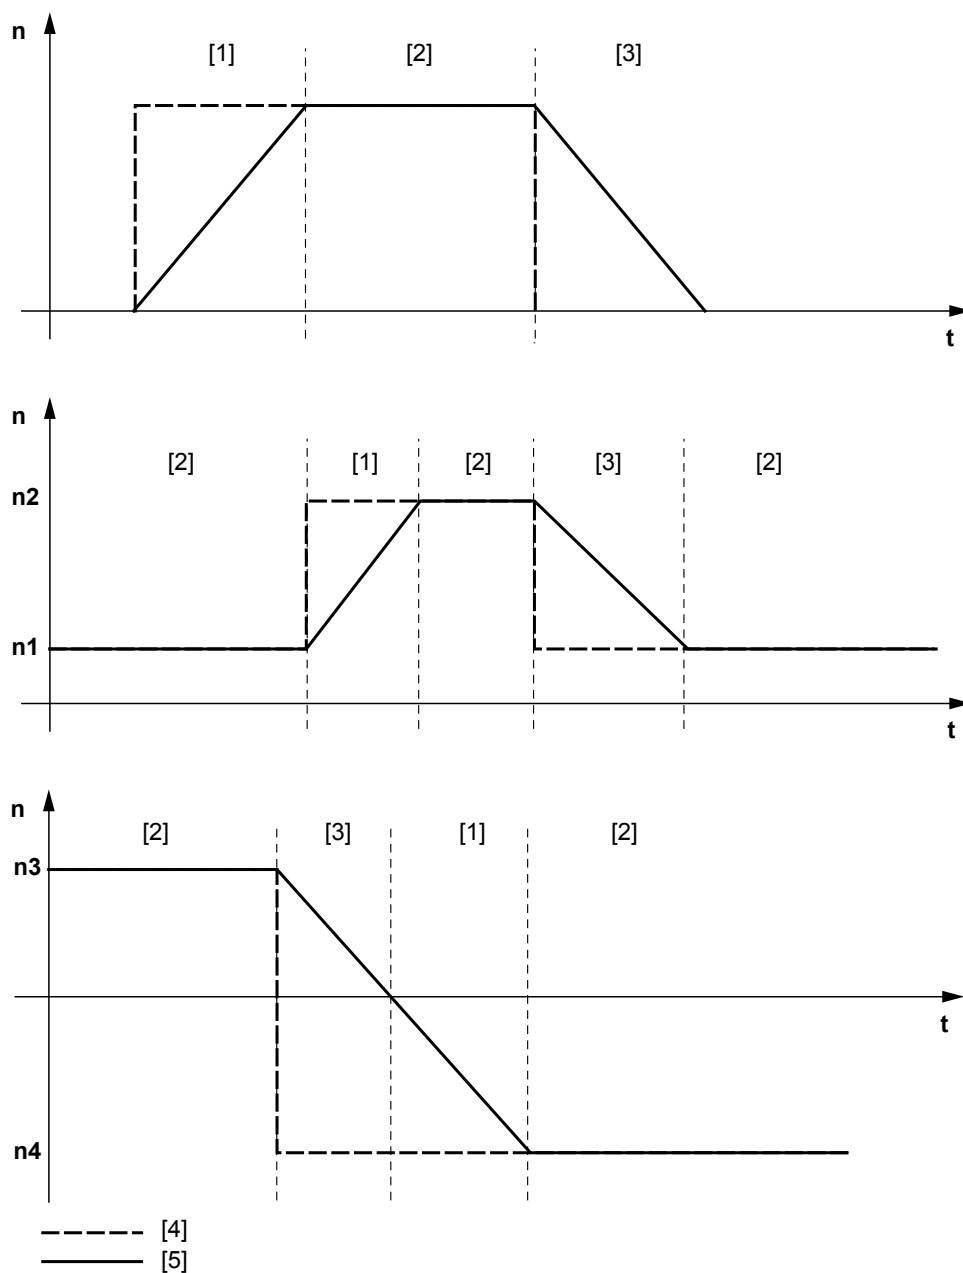 n
[1] [2] [3]
t
n
[2] [1] [2] [3] [2]
n2
n1
t
n
[2] [3] [1] [2]
n3
t
n4
[4]
[5]